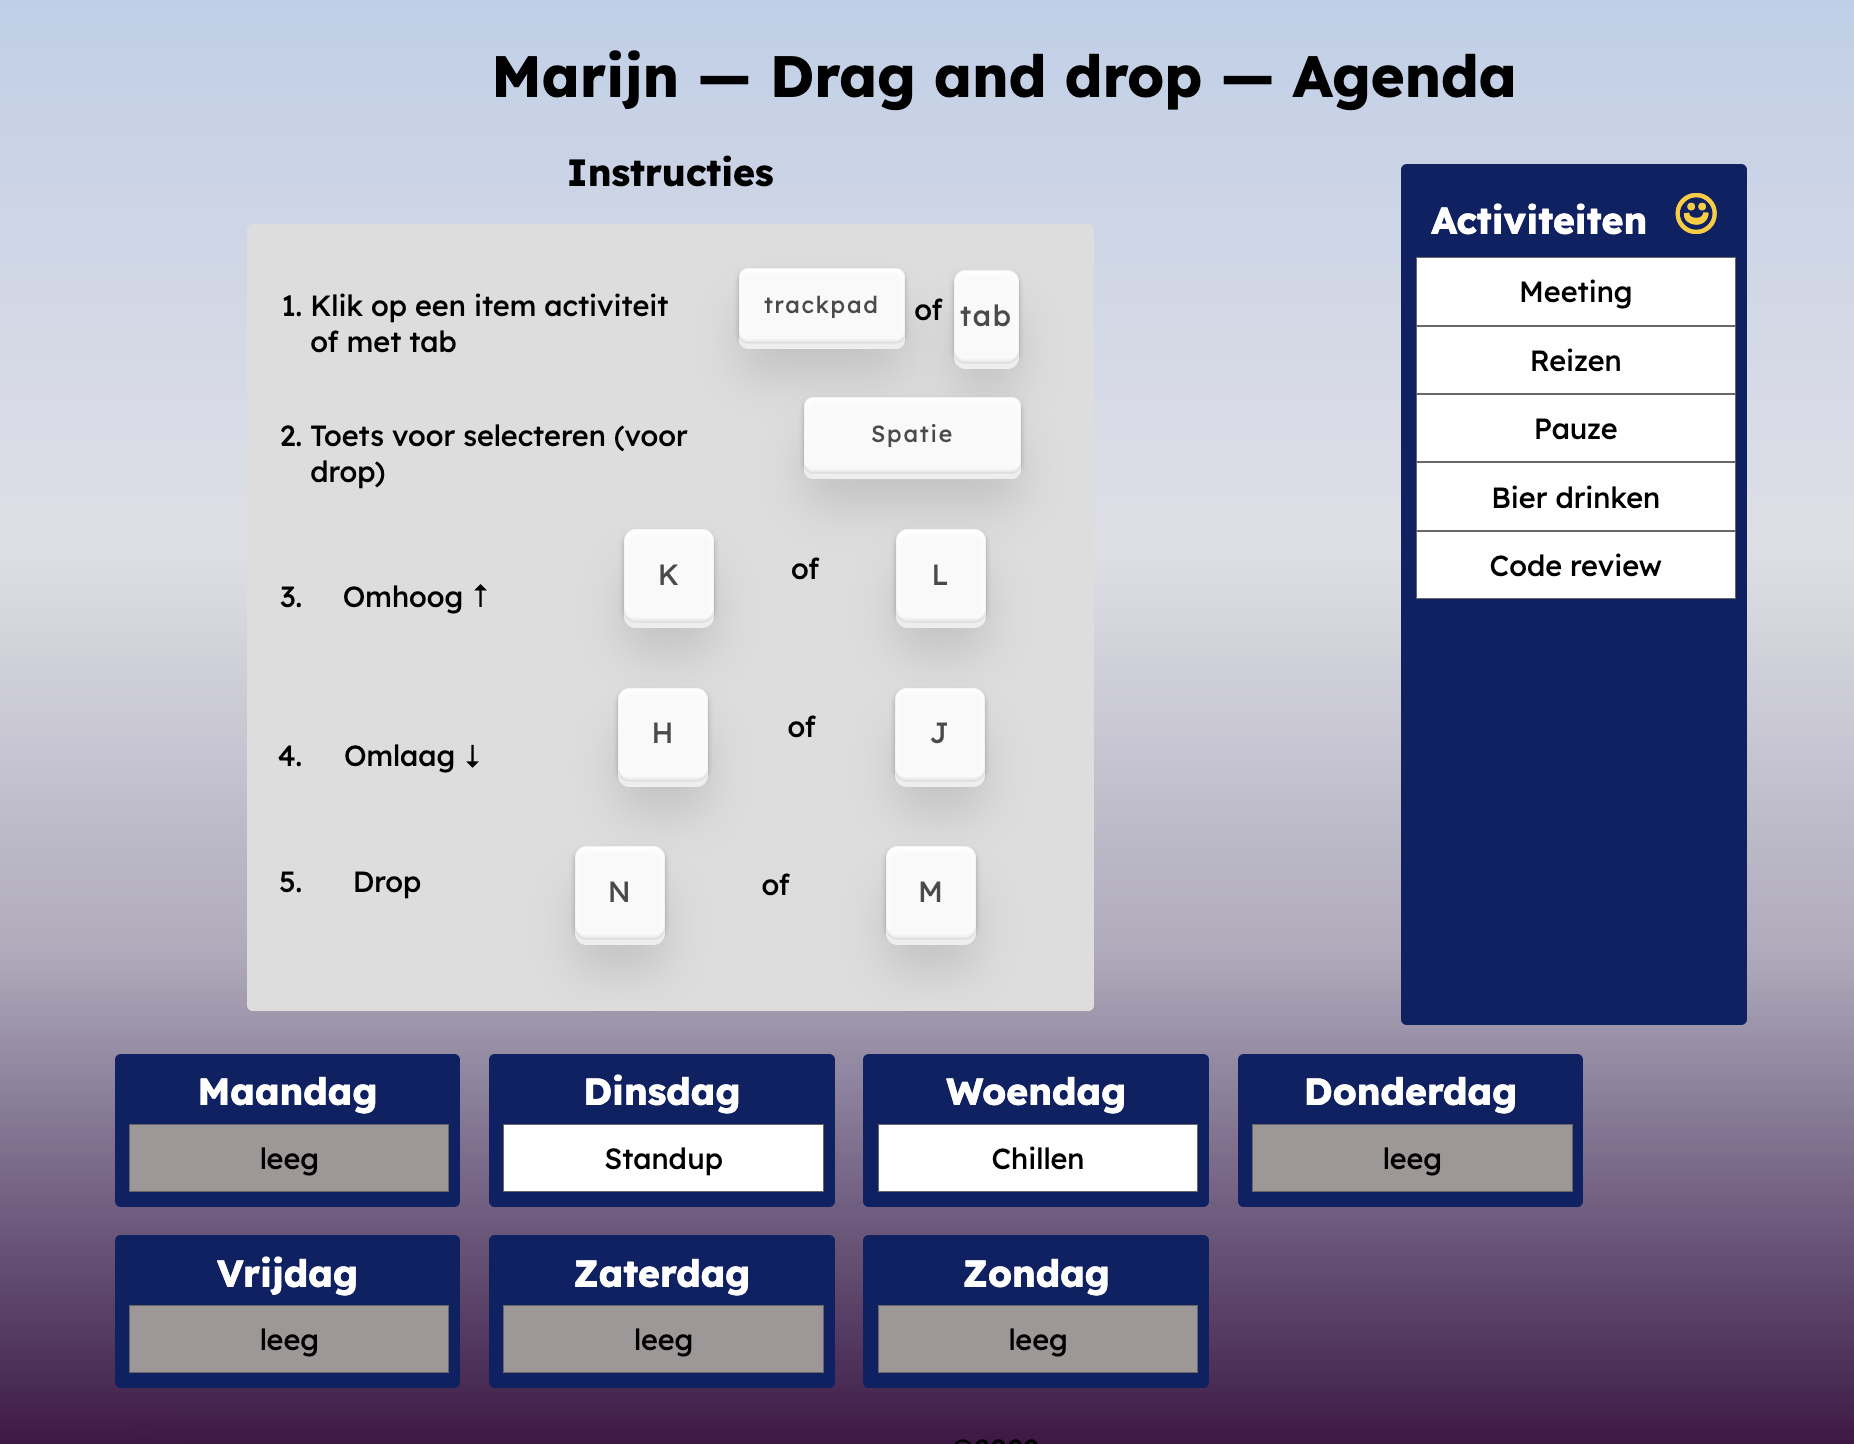 Marijn — Drag and drop — Agenda
Instructies
1. Klik op een item activiteit
of met tab
trackpad of tab
2. Toets voor selecteren (voor
drop)
Spatie
3. Omhoog ↑ K of L
4. Omlaag ↓ H of J
5. Drop N of M
Activiteiten
Meeting
Reizen
Pauze
Bier drinken
Code review
Maandag
leeg
Dinsdag
Standup
Woendag
Chillen
Donderdag
leeg
Vrijdag
leeg
Zaterdag
leeg
Zondag
leeg